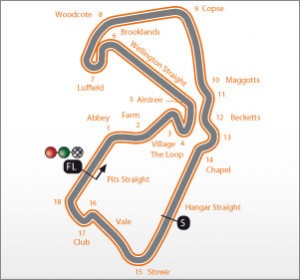 9 Copse
Woodcote 8
Brooklands
6
Wellington Straight
7
Luffield
10 Maggotts
11
5 Aintree
12 Becketts
Abbey
Farm
1
2
3
4
13
Village
The Loop
14
Chapel
FL
Pits Straight
18
16
17
Club
Vale
Hangar Straight
S
15 Stowe